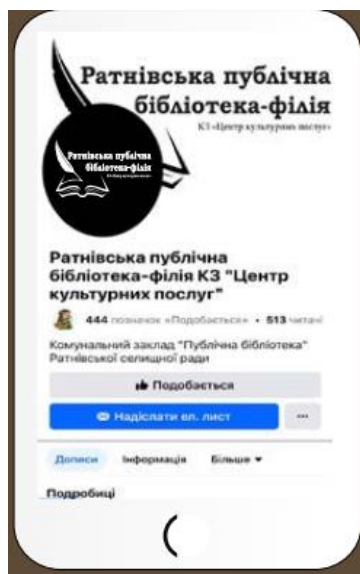 Ратнівська публічна
бібліотека-філія
КЗ «Центр культурних послуг»
Ратнівська публічна
бібліотека-філія
Ратнівська публічна
бібліотека-філія КЗ "Центр
культурних послуг"
444 позначок «Подобається» • 513 читачі
Комунальний заклад "Публічна бібліотека"
Ратнівської селищної ради
Подобається
Надіслати ел. лист
Дописи Інформація Більше
Подробиці